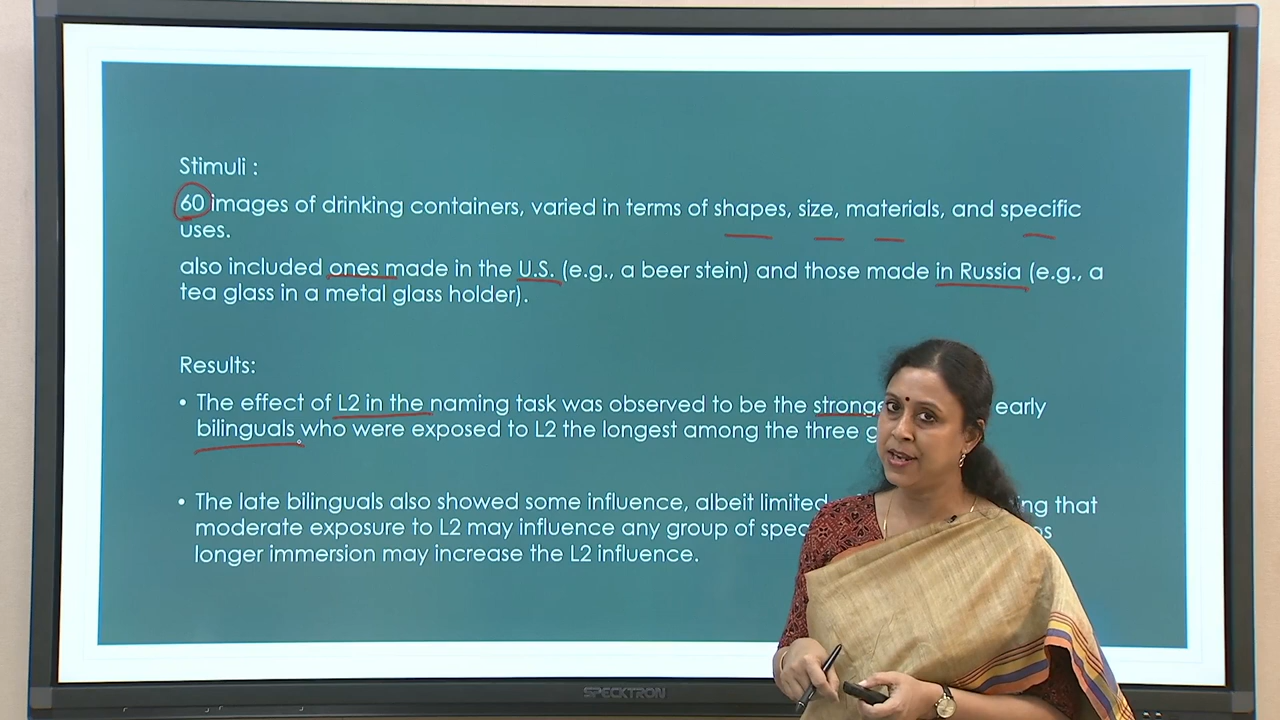 Stimuli :
60 images of drinking containers, varied in terms of shapes, size, materials, and specific
uses.
also included ones made in the U.S. (e.g., a beer stein) and those made in Russia (e.g., a
tea glass in a metal glass holder).
Results:
• The effect of L2 in the naming task was observed to be the early
bilinguals who were exposed to L2 the longest among the three
• The late bilinguals also showed some influence, albeit limited that
moderate exposure to L2 may influence any group of
longer immersion may increase the L2 influence.
SPECKTRON